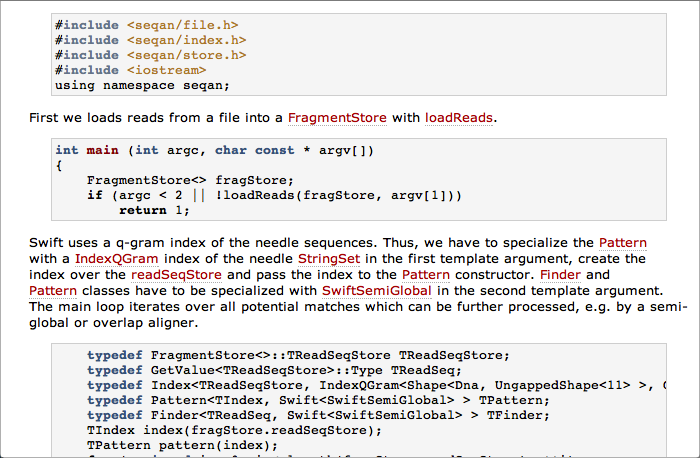 #include <seqan/file.h>
#include <seqan/index.h>
#include <seqan/store.h>
#include <iostream>
using namespace seqan;
First we loads reads from a file into a FragmentStore with loadReads.
int main (int argc, char const * argv[])
{
    FragmentStore<> fragStore;
    if (argc < 2 || !loadReads(fragStore, argv[1]))
        return 1;
Swift uses a q-gram index of the needle sequences. Thus, we have to specialize the Pattern
with a IndexQGram index of the needle StringSet in the first template argument, create the
index over the readSeqStore and pass the index to the Pattern constructor. Finder and
Pattern classes have to be specialized with SwiftSemiGlobal in the second template argument.
The main loop iterates over all potential matches which can be further processed, e.g. by a semi-
global or overlap aligner.
    typedef FragmentStore<>::TReadSeqStore TReadSeqStore;
    typedef GetValue<TReadSeqStore>::Type TReadSeq;
    typedef Index<TReadSeqStore, IndexQGram<Shape<Dna, UngappedShape<11> >,
    typedef Pattern<TIndex, Swift<SwiftSemiGlobal> > TPattern;
    typedef Finder<TReadSeq, Swift<SwiftSemiGlobal> > TFinder;
    TIndex index(fragStore.readSeqStore);
    TPattern pattern(index);